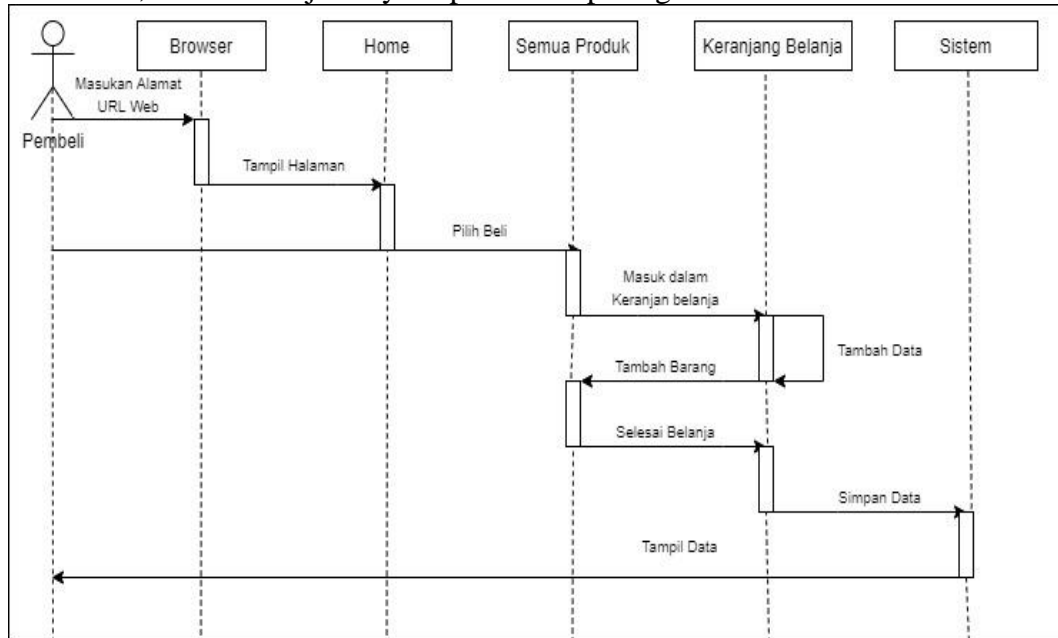 Browser
Home
Semua Produk
Keranjang Belanja
Sistem
Masukan Alamat
URL Web
Pembeli
Tampil Halaman
Pilih Beli
Masuk dalam
Keranjan belanja
Tambah Data
Tambah Barang
Selesai Belanja
Simpan Data
Tampil Data